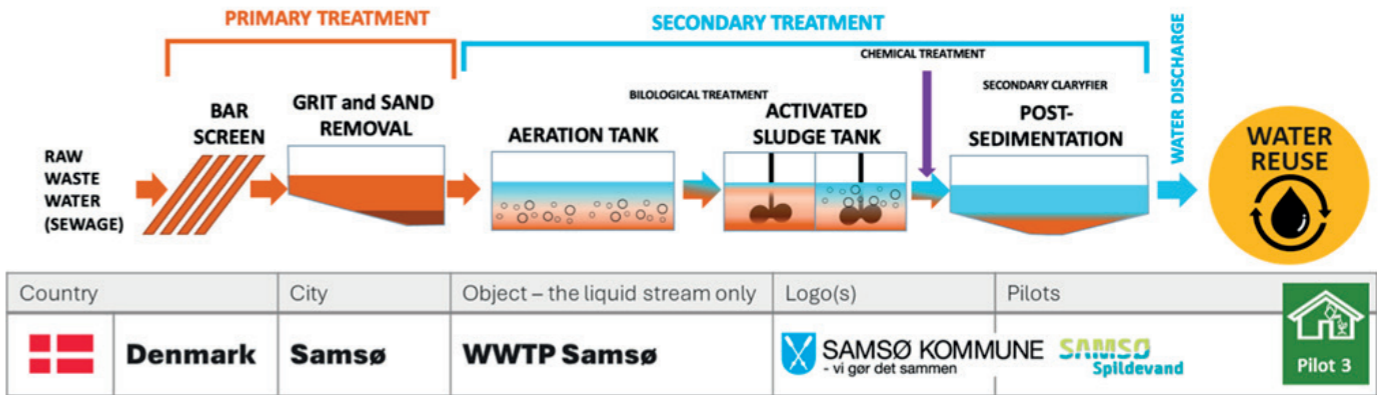 PRIMARY TREATMENT
SECONDARY TREATMENT
CHEMICAL TREATMENT
WATER DISCHARGE
BAR
SCREEN
GRIT and SAND
REMOVAL
BILOLOGICAL TREATMENT
AERATION TANK
ACTIVATED
SLUDGE TANK
SECONDARY CLARYFIER
POST-
SEDIMENTATION
RAW
WASTE
WATER
(SEWAGE)
WATER
REUSE
Country City Object – the liquid stream only Logo(s) Pilots
Denmark Samsø WWTP Samsø
SAMSØ KOMMUNE
- vi gør det sammen
SAMSØ
Spildevand
Pilot 3